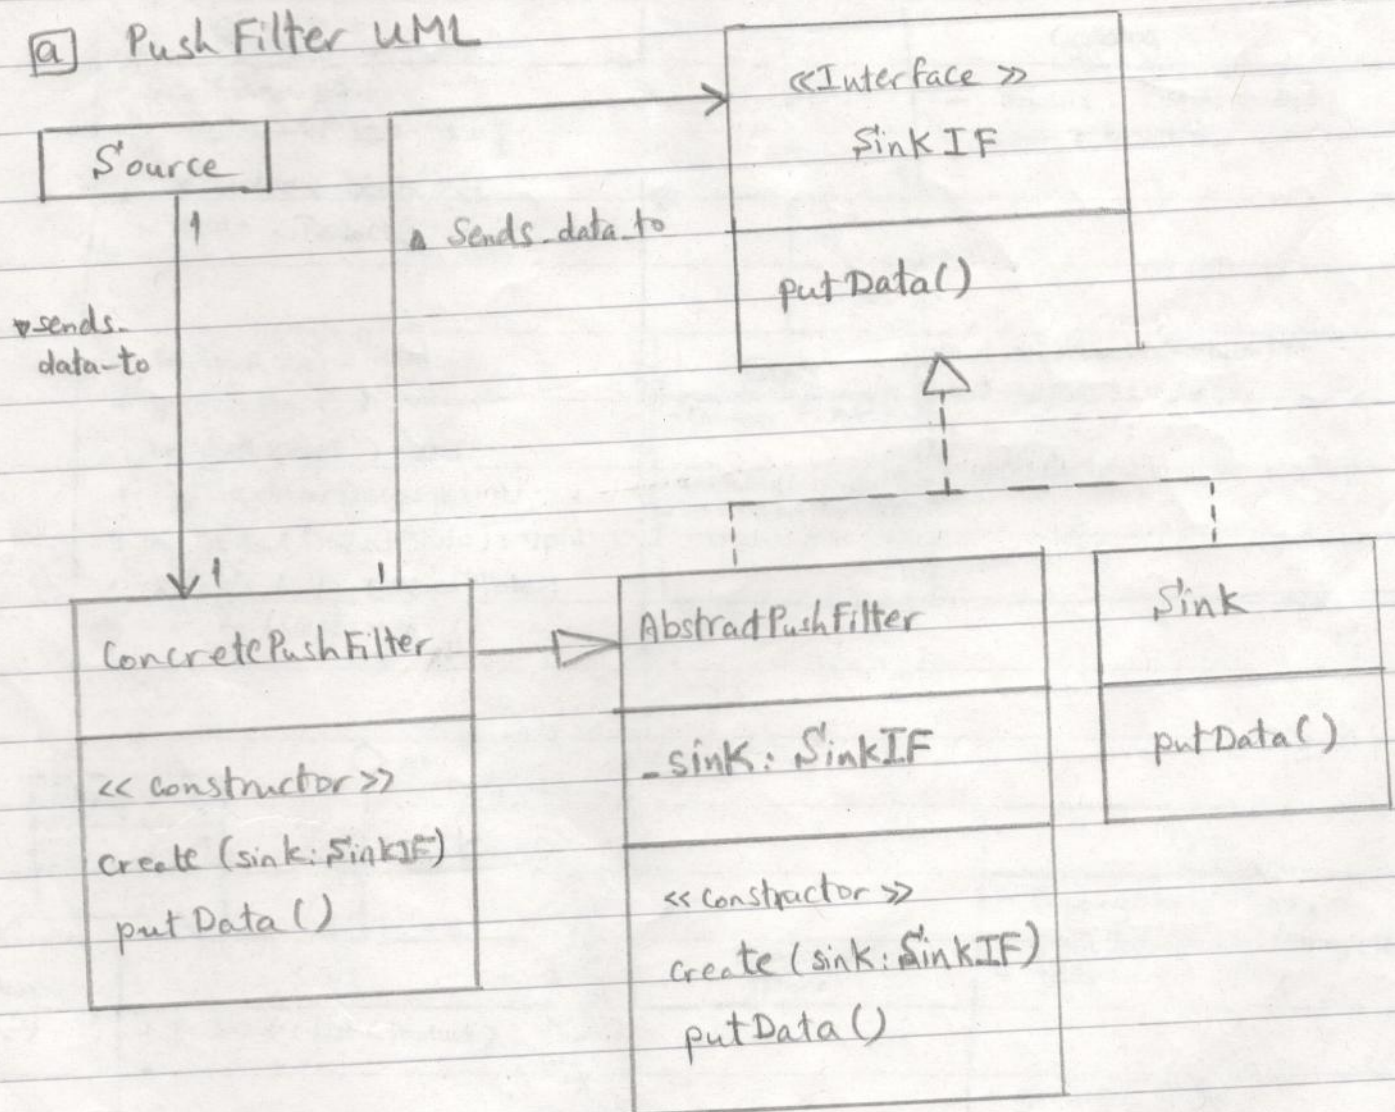 a Push Filter UML
Source
1
▾sends_
data_to
1
▴ Sends_data_to
1
«Interface»
SinkIF
putData()
ConcretePushFilter
<<constructor>>
create (sink: SinkIF)
putData()
AbstractPushFilter
-sink: SinkIF
<<constructor>>
create (sink: SinkIF)
putData()
Sink
putData()